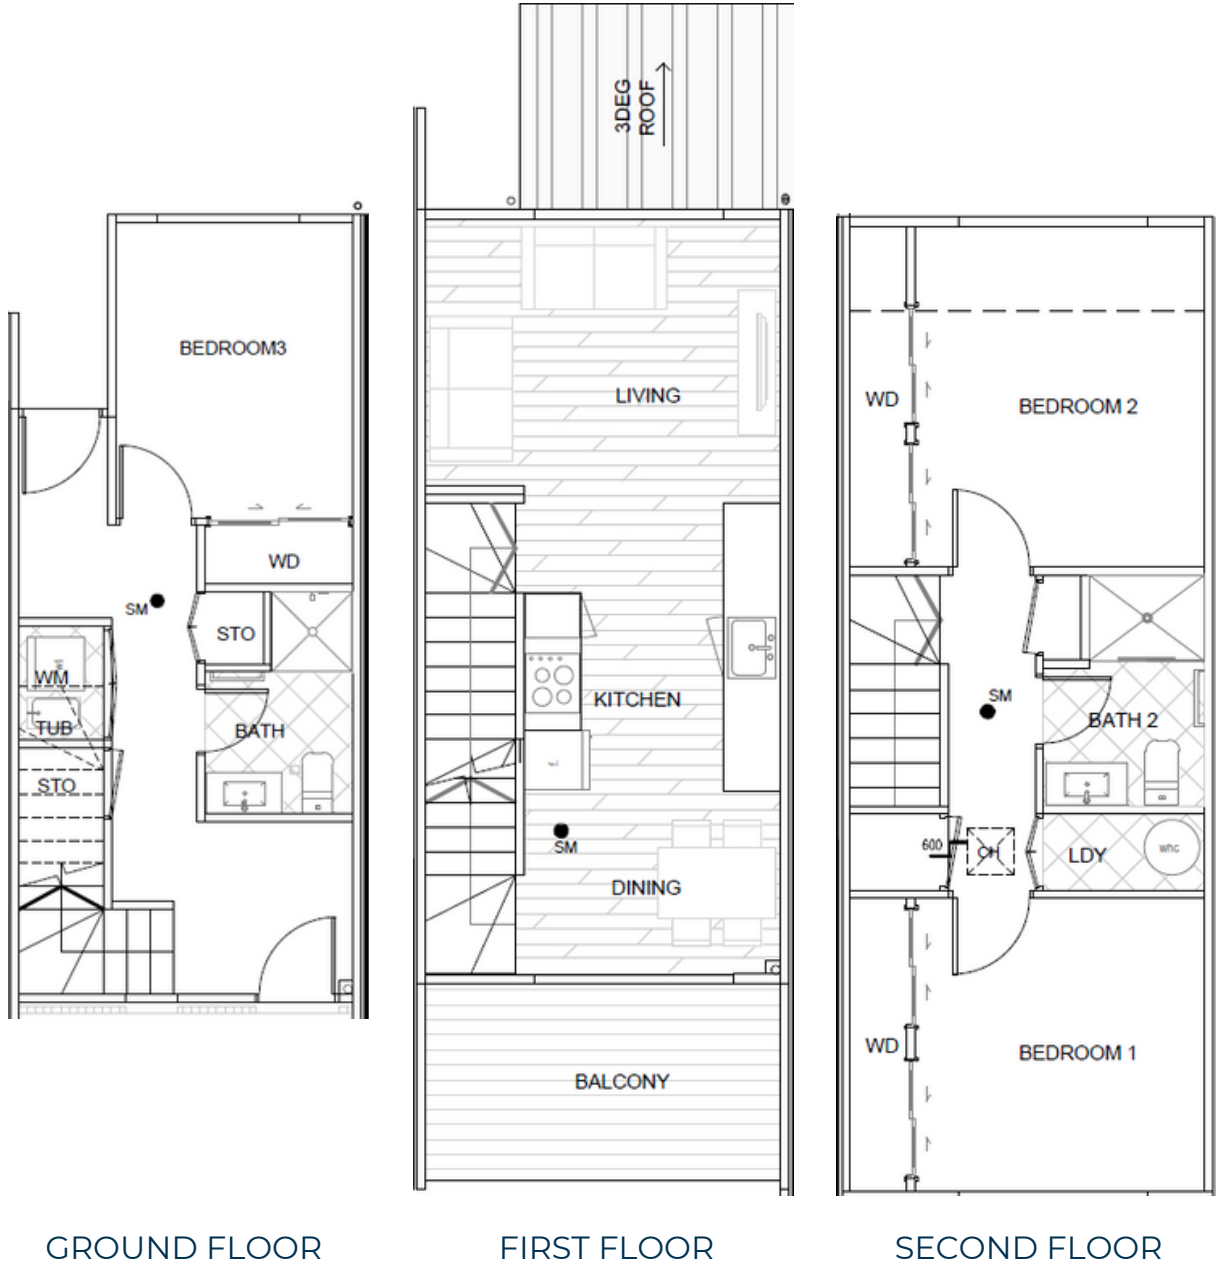 BEDROOM3
WD
SM
STO
WM
TUB
BATH
STO
GROUND FLOOR
3DEG
ROOF
LIVING
KITCHEN
SM
DINING
BALCONY
FIRST FLOOR
WD
BEDROOM 2
SM
BATH 2
600
CH
LDY
whc
WD
BEDROOM 1
SECOND FLOOR